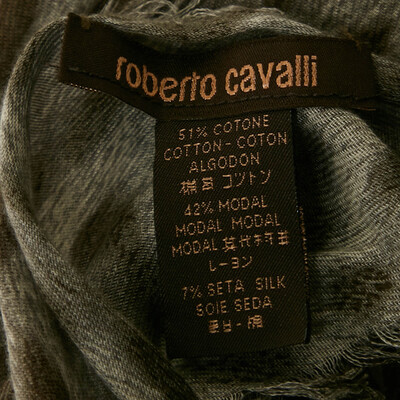 roberto cavalli
51% COTONE
COTTON - COTON
ALGODON
コットン
42% MODAL
MODAL MODAL
MODAL
レーヨン
7% SETA SILK
SOIE SEDA